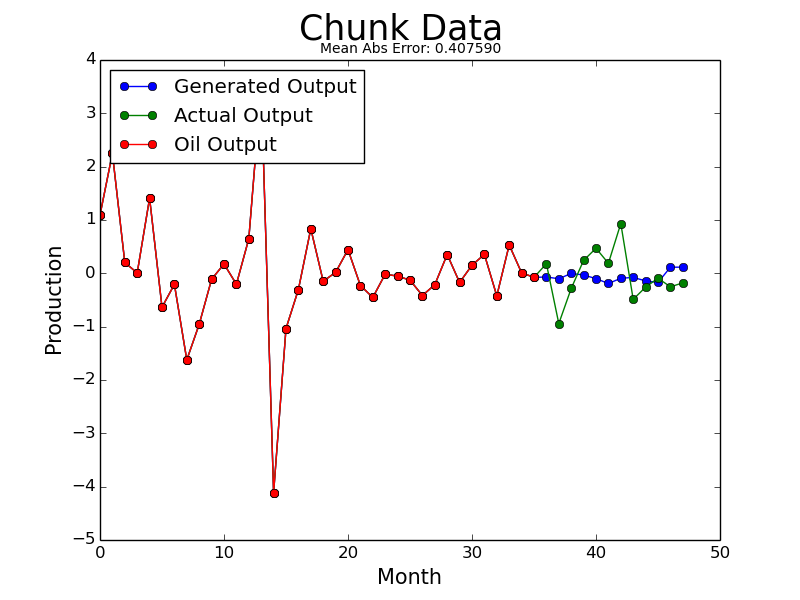 Chunk Data
Mean Abs Error: 0.407590
Generated Output
Actual Output
Oil Output
Production
4
3
2
1
0
−1
−2
−3
−4
−5
0 10 20 30 40 50
Month